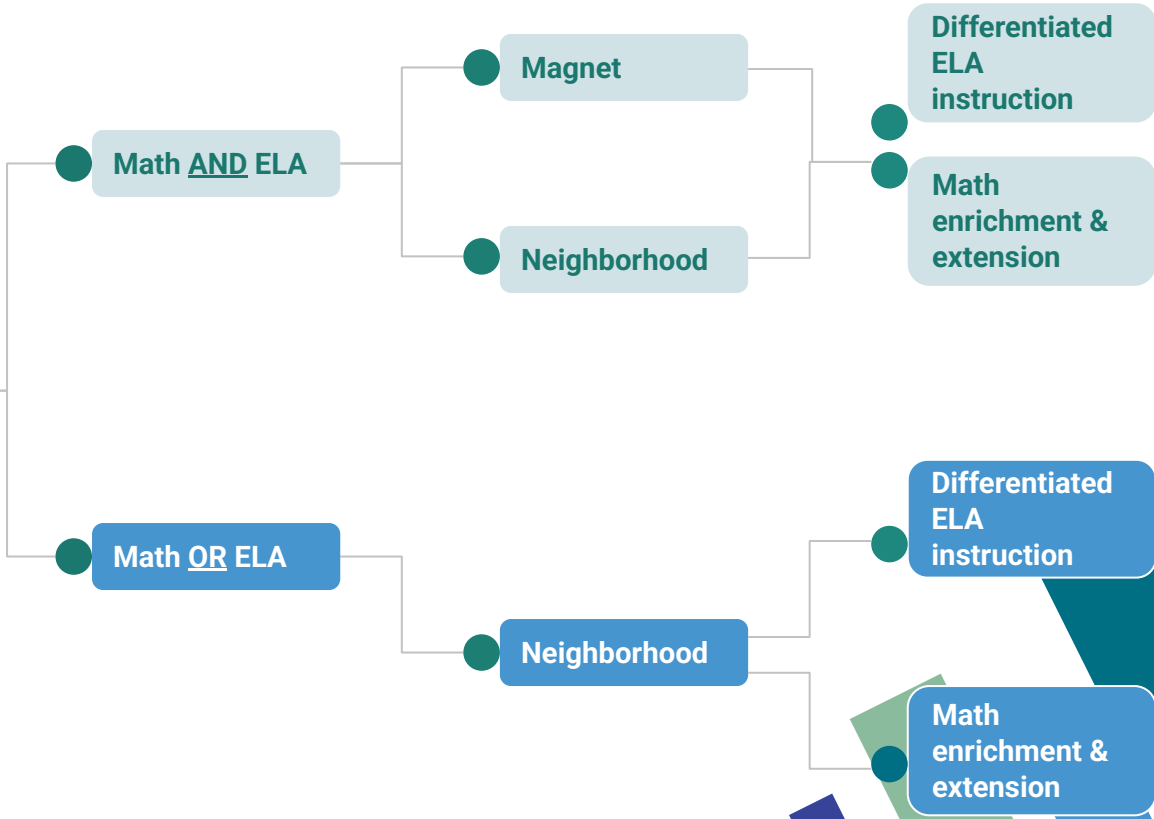 Math AND ELA
Magnet
Neighborhood
Differentiated
ELA
instruction
Math
enrichment &
extension
Math OR ELA
Neighborhood
Differentiated
ELA
instruction
Math
enrichment &
extension